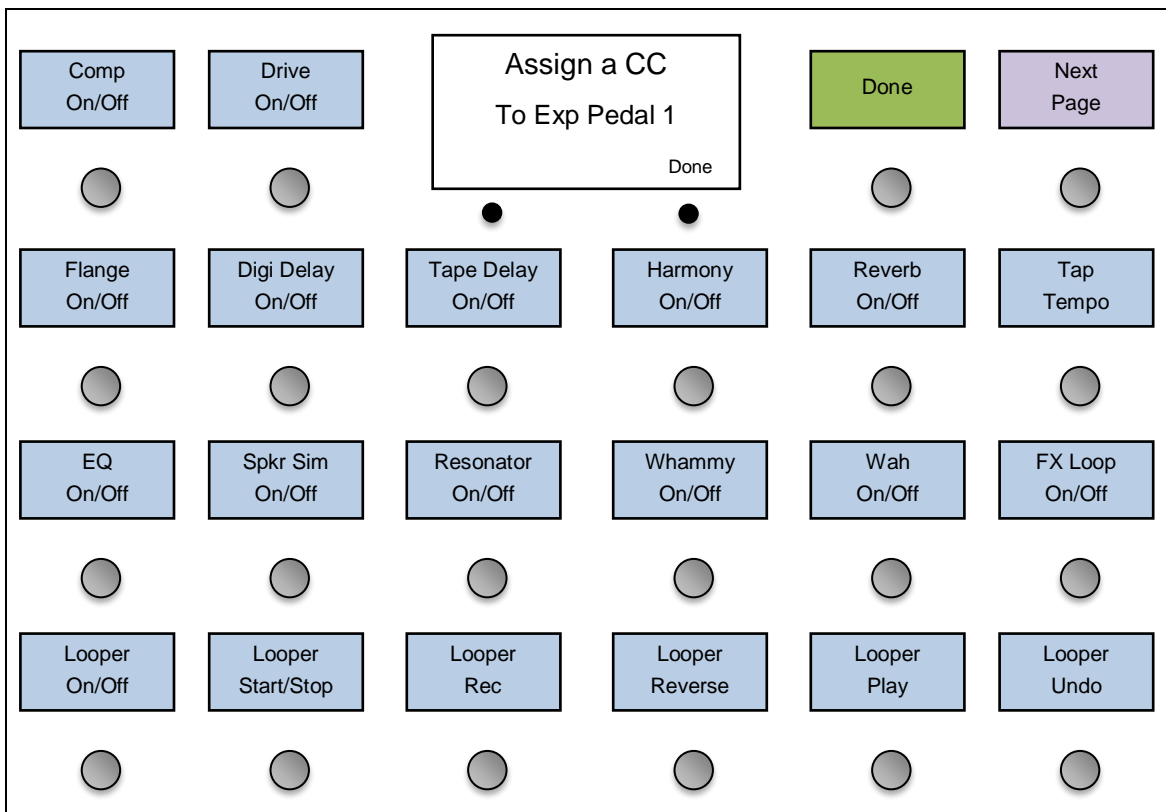 Comp
On/Off
Drive
On/Off
Assign a CC
To Exp Pedal 1
Done
Done
Next
Page
Flange
On/Off
Digi Delay
On/Off
Tape Delay
On/Off
Harmony
On/Off
Reverb
On/Off
Tap
Tempo
EQ
On/Off
Spkr Sim
On/Off
Resonator
On/Off
Whammy
On/Off
Wah
On/Off
FX Loop
On/Off
Looper
On/Off
Looper
Start/Stop
Looper
Rec
Looper
Reverse
Looper
Play
Looper
Undo